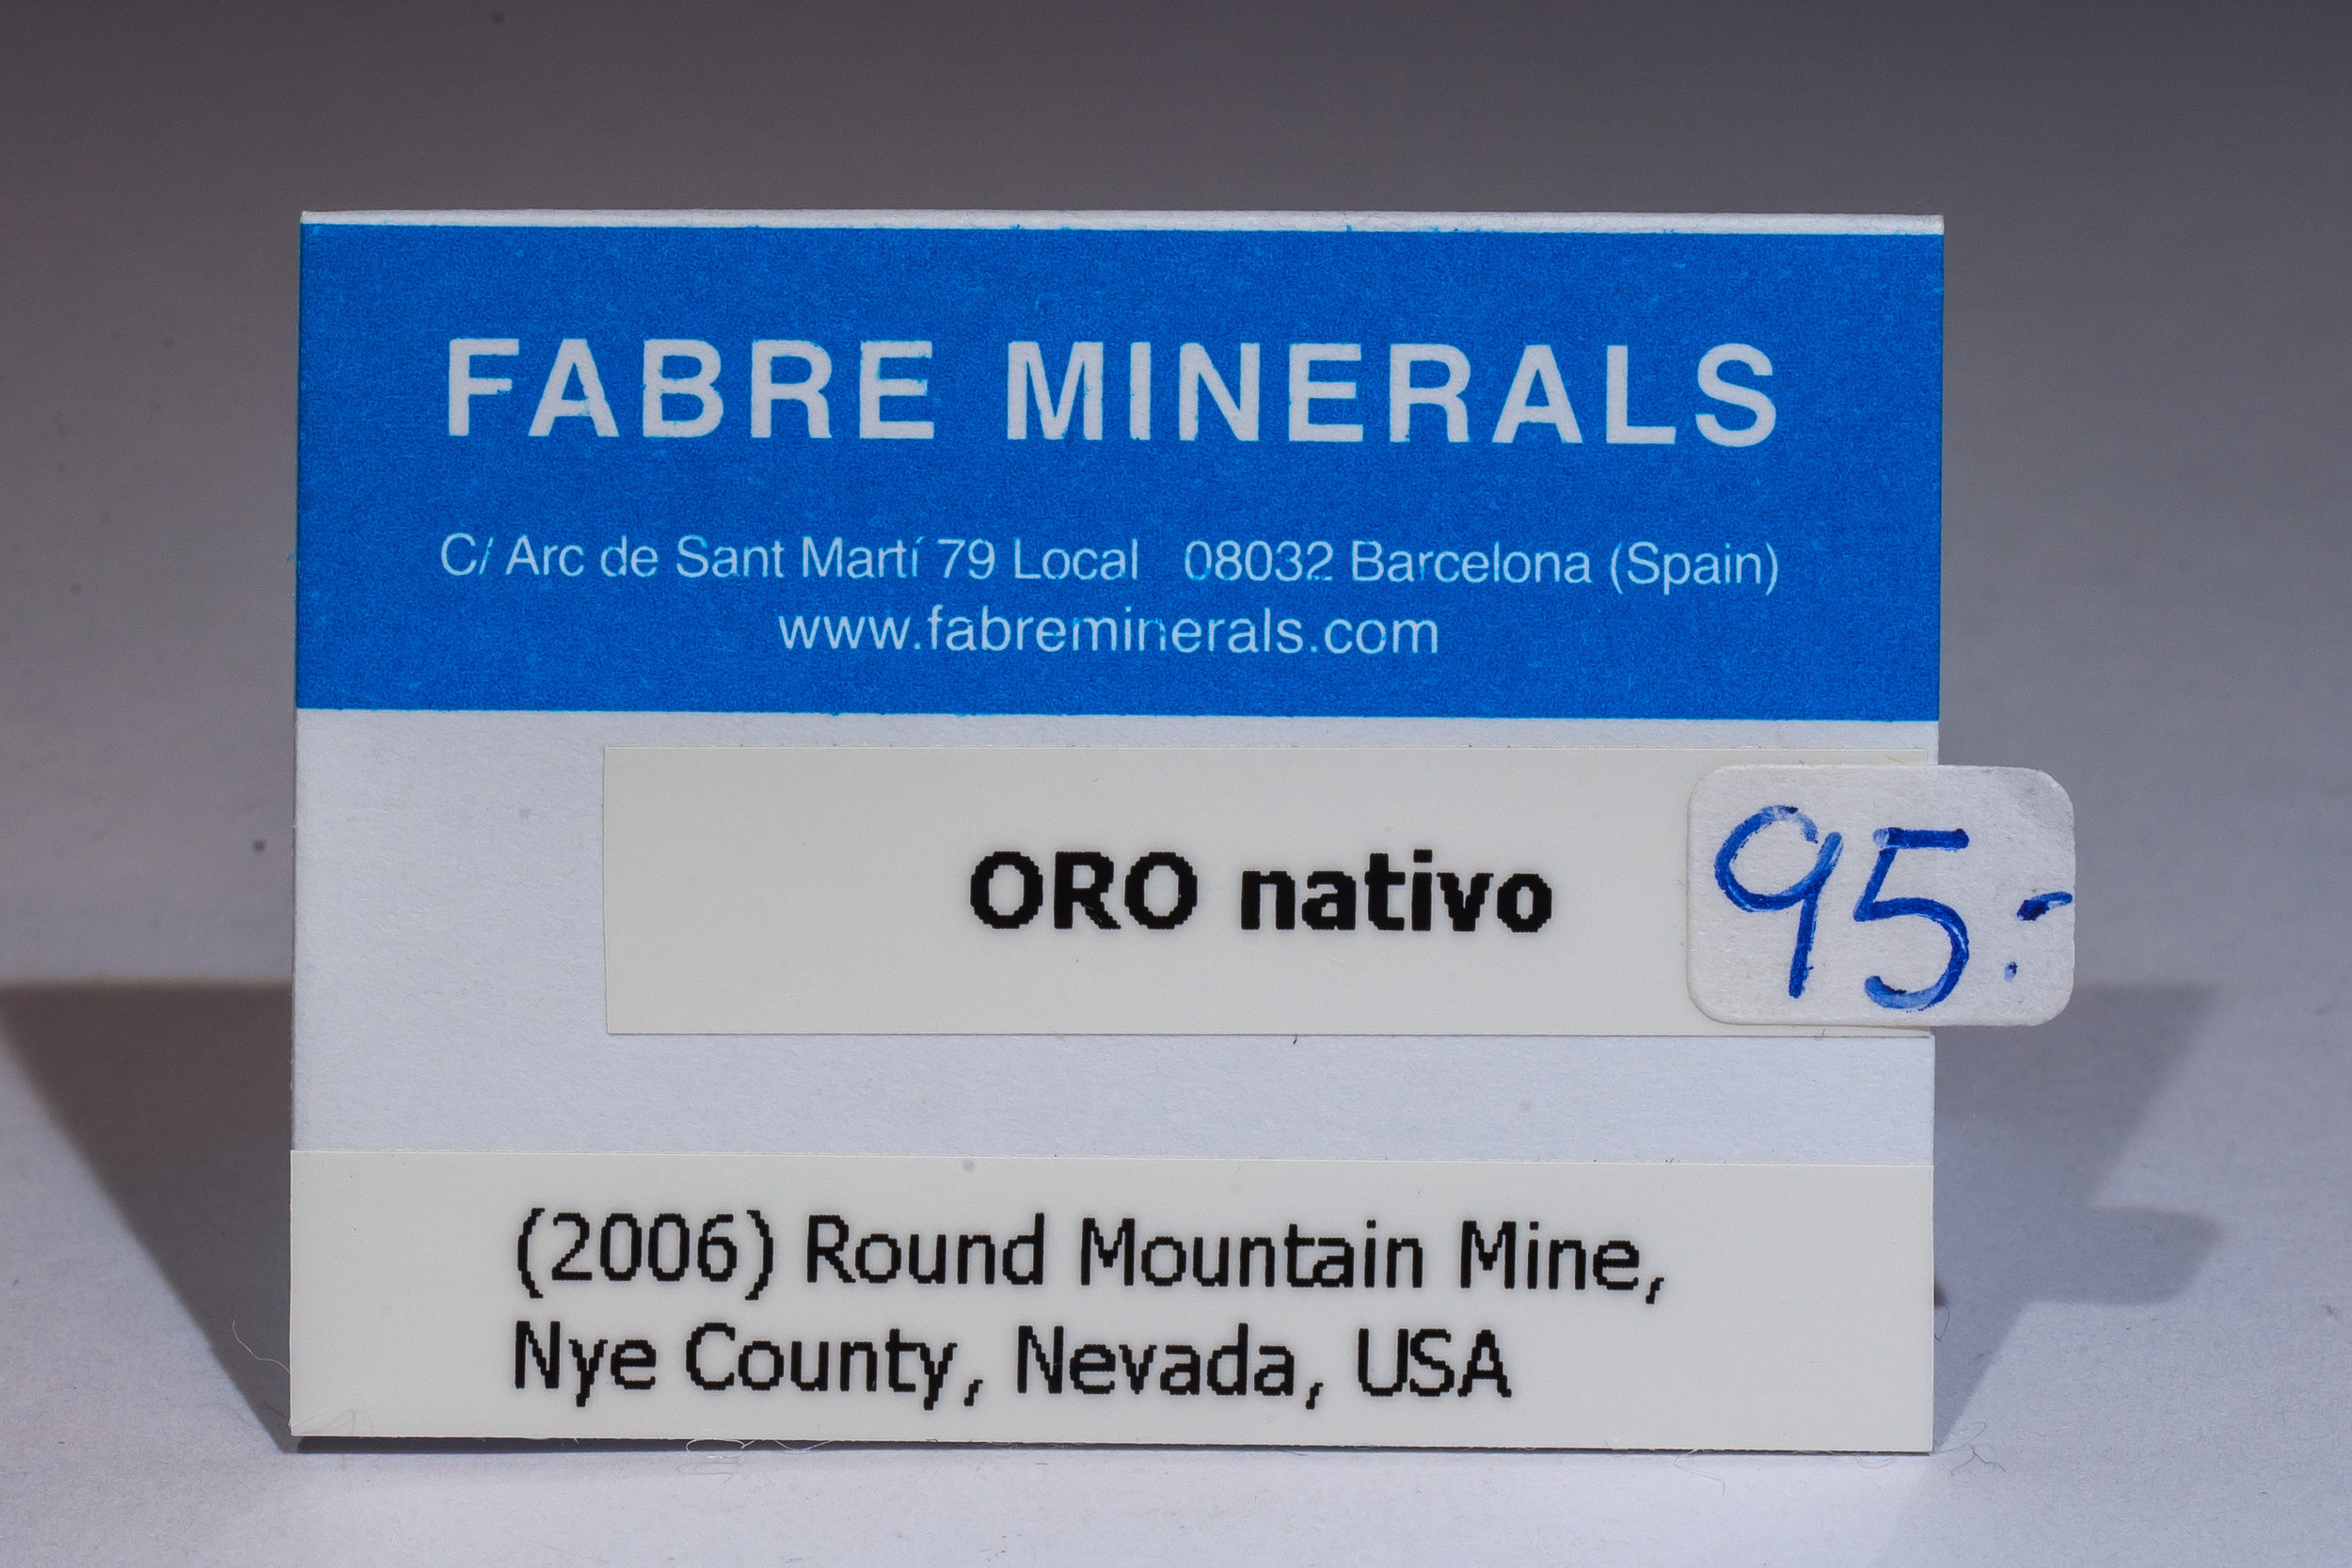 FABRE MINERALS
C/ Arc de Sant Martí 79 Local 08032 Barcelona (Spain)
www.fabreminerals.com
ORO nativo
95.-
(2006) Round Mountain Mine,
Nye County, Nevada, USA